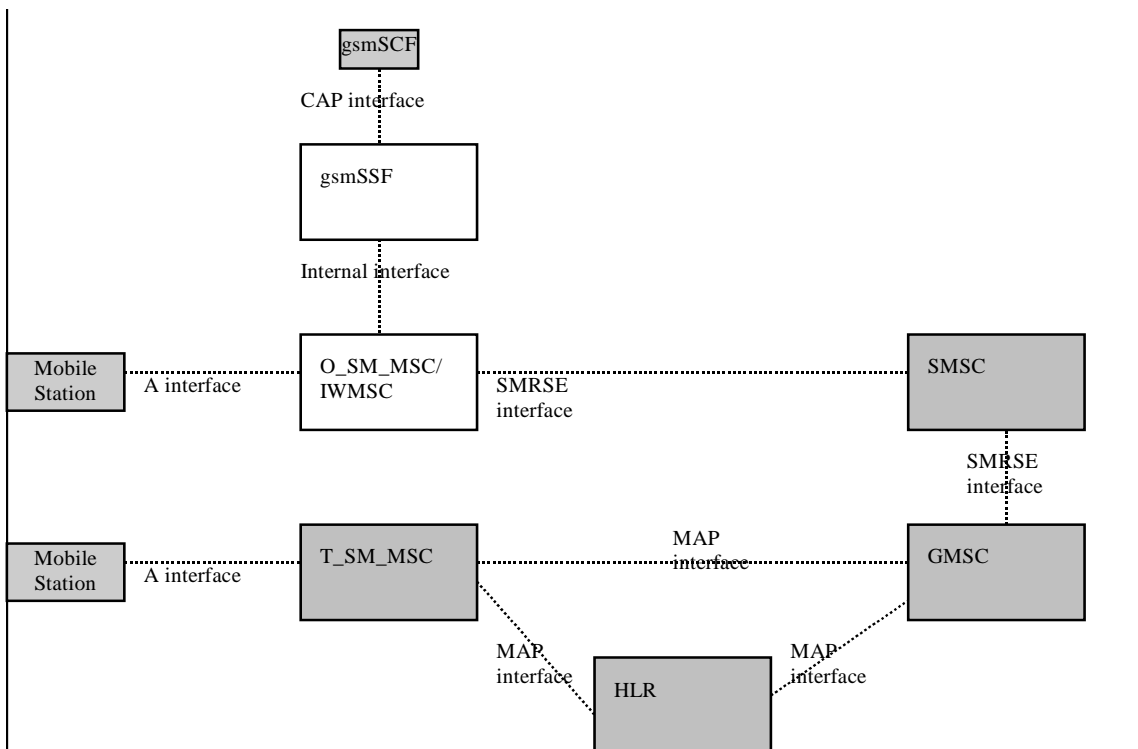 gsmSCF
CAP interface
gsmSSF
Internal interface
Mobile
Station
A interface
O_SM_MSC/
IWMSC
SMRSE
interface
SMSC
SMRSE
interface
Mobile
Station
A interface
T_SM_MSC
MAP
interface
GMSC
MAP
interface
HLR
MAP
interface